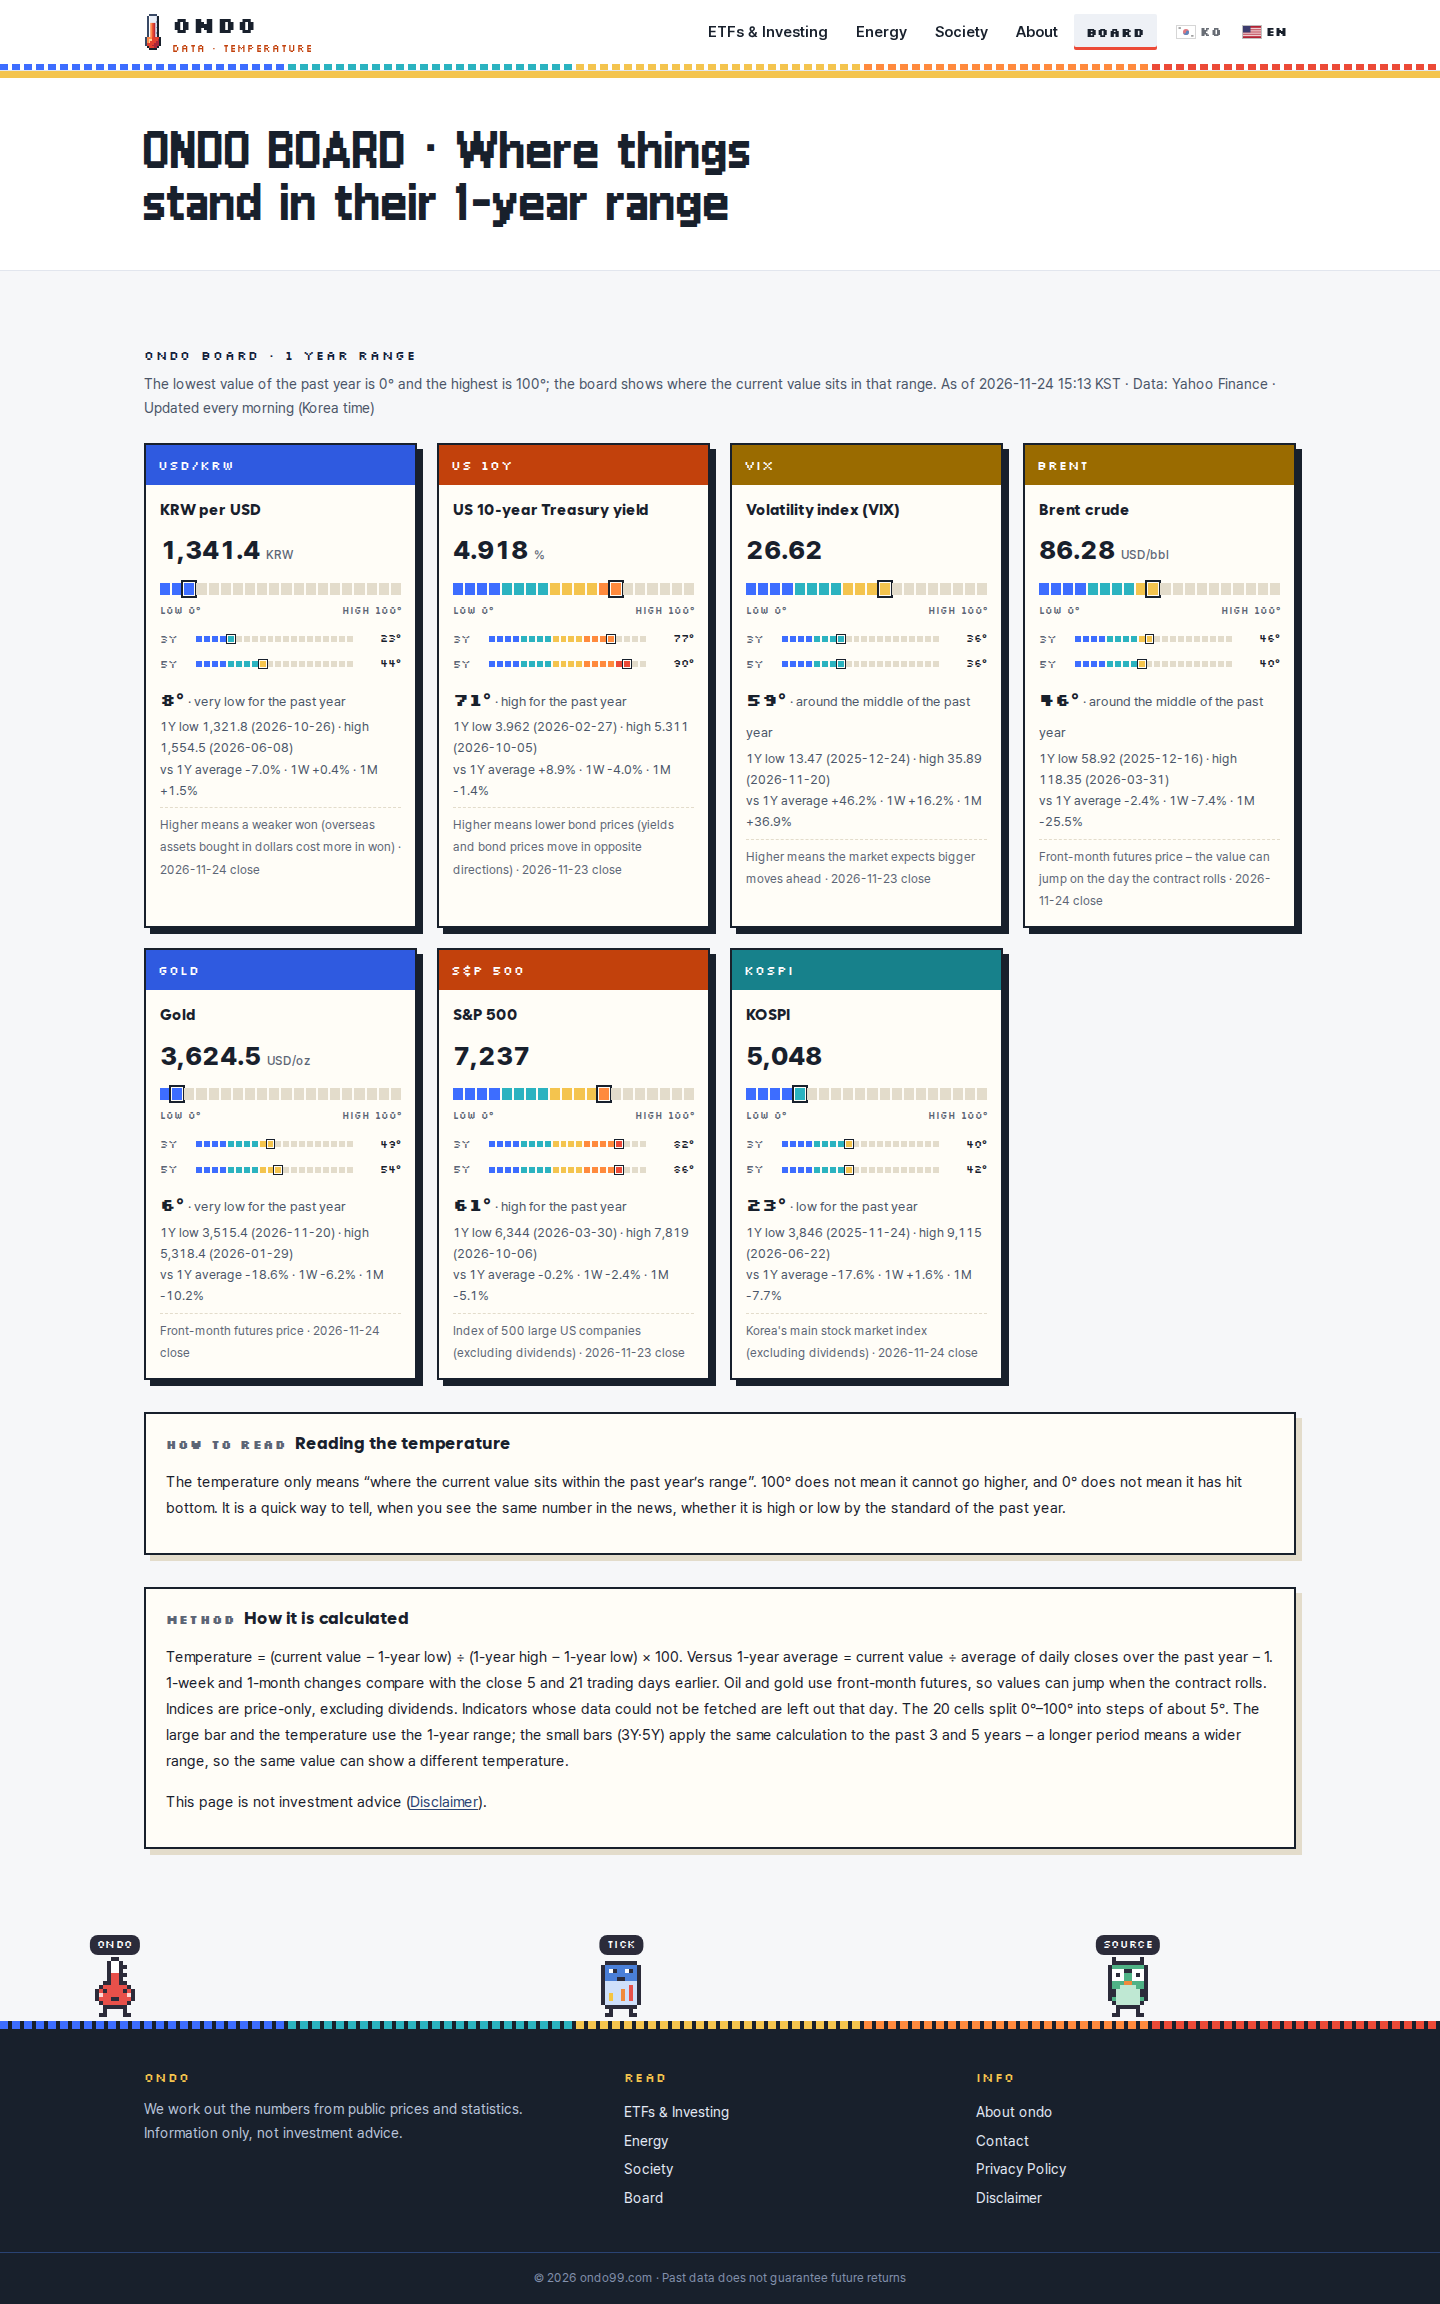 ONDO
DATA · TEMPERATURE
ETFs & Investing Energy Society About BOARD KO EN
ONDO BOARD · Where things
stand in their 1-year range
ONDO BOARD · 1 YEAR RANGE
The lowest value of the past year is 0° and the highest is 100°; the board shows where the current value sits in that range. As of 2026-11-24 15:13 KST · Data: Yahoo Finance ·
Updated every morning (Korea time)
USD/KRW
KRW per USD
1,341.4 KRW
LOW 0° HIGH 100°
3Y 23°
5Y 44°
8° · very low for the past year
1Y low 1,321.8 (2026-10-26) · high
1,554.5 (2026-06-08)
vs 1Y average -7.0% · 1W +0.4% · 1M
+1.5%
Higher means a weaker won (overseas
assets bought in dollars cost more in won) ·
2026-11-24 close
US 10Y
US 10-year Treasury yield
4.918 %
LOW 0° HIGH 100°
3Y 77°
5Y 90°
71° · high for the past year
1Y low 3.962 (2026-02-27) · high 5.311
(2026-10-05)
vs 1Y average +8.9% · 1W -4.0% · 1M
-1.4%
Higher means lower bond prices (yields
and bond prices move in opposite
directions) · 2026-11-23 close
VIX
Volatility index (VIX)
26.62
LOW 0° HIGH 100°
3Y 36°
5Y 36°
59° · around the middle of the past
year
1Y low 13.47 (2025-12-24) · high 35.89
(2026-11-20)
vs 1Y average +46.2% · 1W +16.2% · 1M
+36.9%
Higher means the market expects bigger
moves ahead · 2026-11-23 close
BRENT
Brent crude
86.28 USD/bbl
LOW 0° HIGH 100°
3Y 46°
5Y 40°
46° · around the middle of the past
year
1Y low 58.92 (2025-12-16) · high
118.35 (2026-03-31)
vs 1Y average -2.4% · 1W -7.4% · 1M
-25.5%
Front-month futures price – the value can
jump on the day the contract rolls · 2026-
11-24 close
GOLD
Gold
3,624.5 USD/oz
LOW 0° HIGH 100°
3Y 49°
5Y 54°
6° · very low for the past year
1Y low 3,515.4 (2026-11-20) · high
5,318.4 (2026-01-29)
vs 1Y average -18.6% · 1W -6.2% · 1M
-10.2%
Front-month futures price · 2026-11-24
close
S&P 500
S&P 500
7,237
LOW 0° HIGH 100°
3Y 82°
5Y 86°
61° · high for the past year
1Y low 6,344 (2026-03-30) · high 7,819
(2026-10-06)
vs 1Y average -0.2% · 1W -2.4% · 1M
-5.1%
Index of 500 large US companies
(excluding dividends) · 2026-11-23 close
KOSPI
KOSPI
5,048
LOW 0° HIGH 100°
3Y 40°
5Y 42°
23° · low for the past year
1Y low 3,846 (2025-11-24) · high 9,115
(2026-06-22)
vs 1Y average -17.6% · 1W +1.6% · 1M
-7.7%
Korea's main stock market index
(excluding dividends) · 2026-11-24 close
HOW TO READ Reading the temperature
The temperature only means “where the current value sits within the past year’s range”. 100° does not mean it cannot go higher, and 0° does not mean it has hit
bottom. It is a quick way to tell, when you see the same number in the news, whether it is high or low by the standard of the past year.
METHOD How it is calculated
Temperature = (current value – 1-year low) ÷ (1-year high – 1-year low) × 100. Versus 1-year average = current value ÷ average of daily closes over the past year – 1.
1-week and 1-month changes compare with the close 5 and 21 trading days earlier. Oil and gold use front-month futures, so values can jump when the contract rolls.
Indices are price-only, excluding dividends. Indicators whose data could not be fetched are left out that day. The 20 cells split 0°–100° into steps of about 5°. The
large bar and the temperature use the 1-year range; the small bars (3Y·5Y) apply the same calculation to the past 3 and 5 years – a longer period means a wider
range, so the same value can show a different temperature.
This page is not investment advice (Disclaimer).
ONDO TICK SOURCE
ONDO
We work out the numbers from public prices and statistics.
Information only, not investment advice.
READ
ETFs & Investing
Energy
Society
Board
INFO
About ondo
Contact
Privacy Policy
Disclaimer
© 2026 ondo99.com · Past data does not guarantee future returns